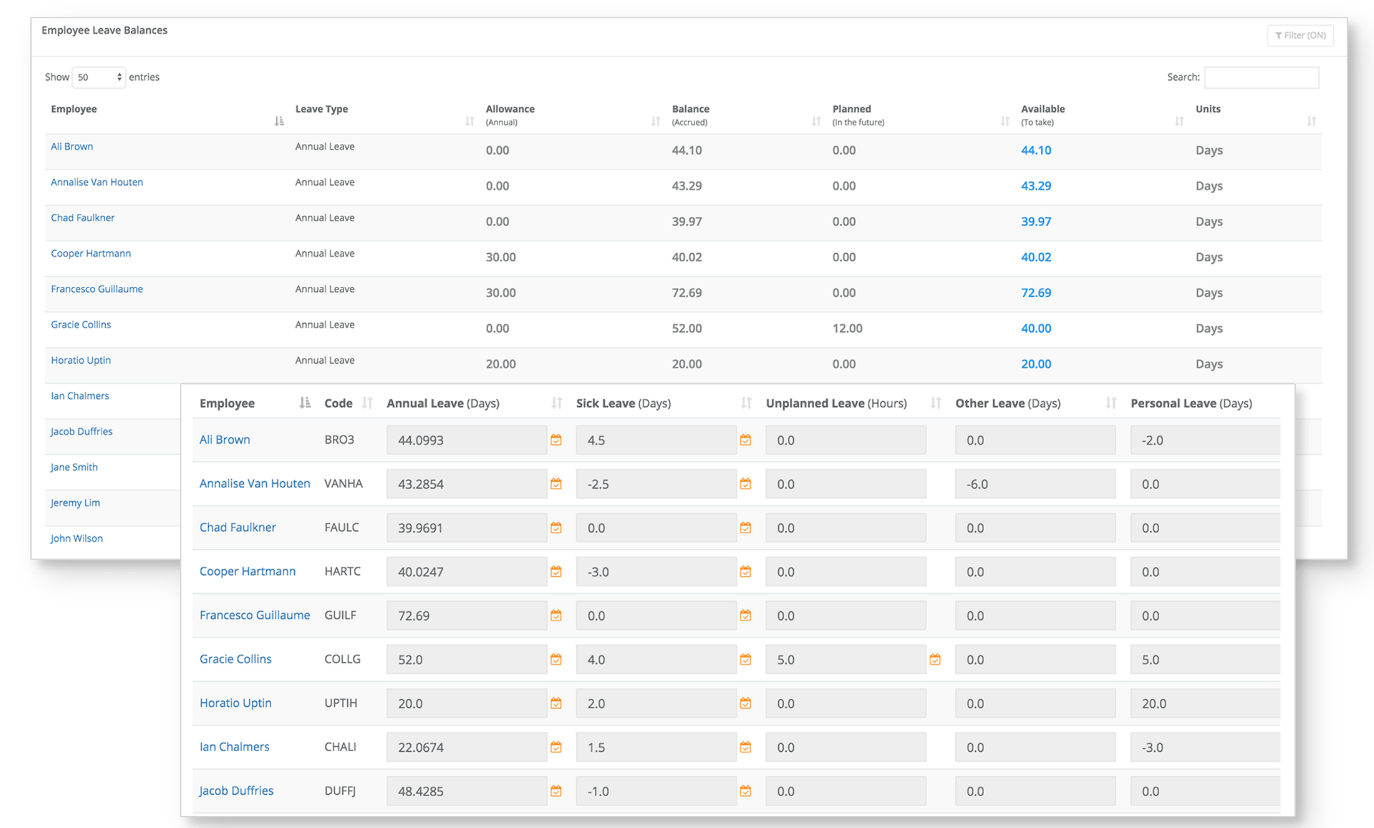 Employee Leave Balances
Filter (ON)
Show 50 entries
Search:
Employee Leave Type Allowance (Annual) Balance (Accrued) Planned (In the future) Available (To take) Units
Ali Brown Annual Leave 0.00 44.10 0.00 44.10 Days
Annalise Van Houten Annual Leave 0.00 43.29 0.00 43.29 Days
Chad Faulkner Annual Leave 0.00 39.97 0.00 39.97 Days
Cooper Hartmann Annual Leave 30.00 40.02 0.00 40.02 Days
Francesco Guillaume Annual Leave 30.00 72.69 0.00 72.69 Days
Gracie Collins Annual Leave 0.00 52.00 12.00 40.00 Days
Horatio Uptin Annual Leave 20.00 20.00 0.00 20.00 Days
Ian Chalmers
Jacob Duffries
Jane Smith
Jeremy Lim
John Wilson
Employee Code Annual Leave (Days) Sick Leave (Days) Unplanned Leave (Hours) Other Leave (Days) Personal Leave (Days)
Ali Brown BRO3 44.0993 4.5 0.0 0.0 -2.0
Annalise Van Houten VANHA 43.2854 -2.5 0.0 -6.0 0.0
Chad Faulkner FAULC 39.9691 0.0 0.0 0.0 0.0
Cooper Hartmann HARTC 40.0247 -3.0 0.0 0.0 0.0
Francesco Guillaume GUILF 72.69 0.0 0.0 0.0 0.0
Gracie Collins COLLG 52.0 4.0 5.0 0.0 5.0
Horatio Uptin UPTIH 20.0 2.0 0.0 0.0 20.0
Ian Chalmers CHALI 22.0674 1.5 0.0 0.0 -3.0
Jacob Duffries DUFFJ 48.4285 -1.0 0.0 0.0 0.0